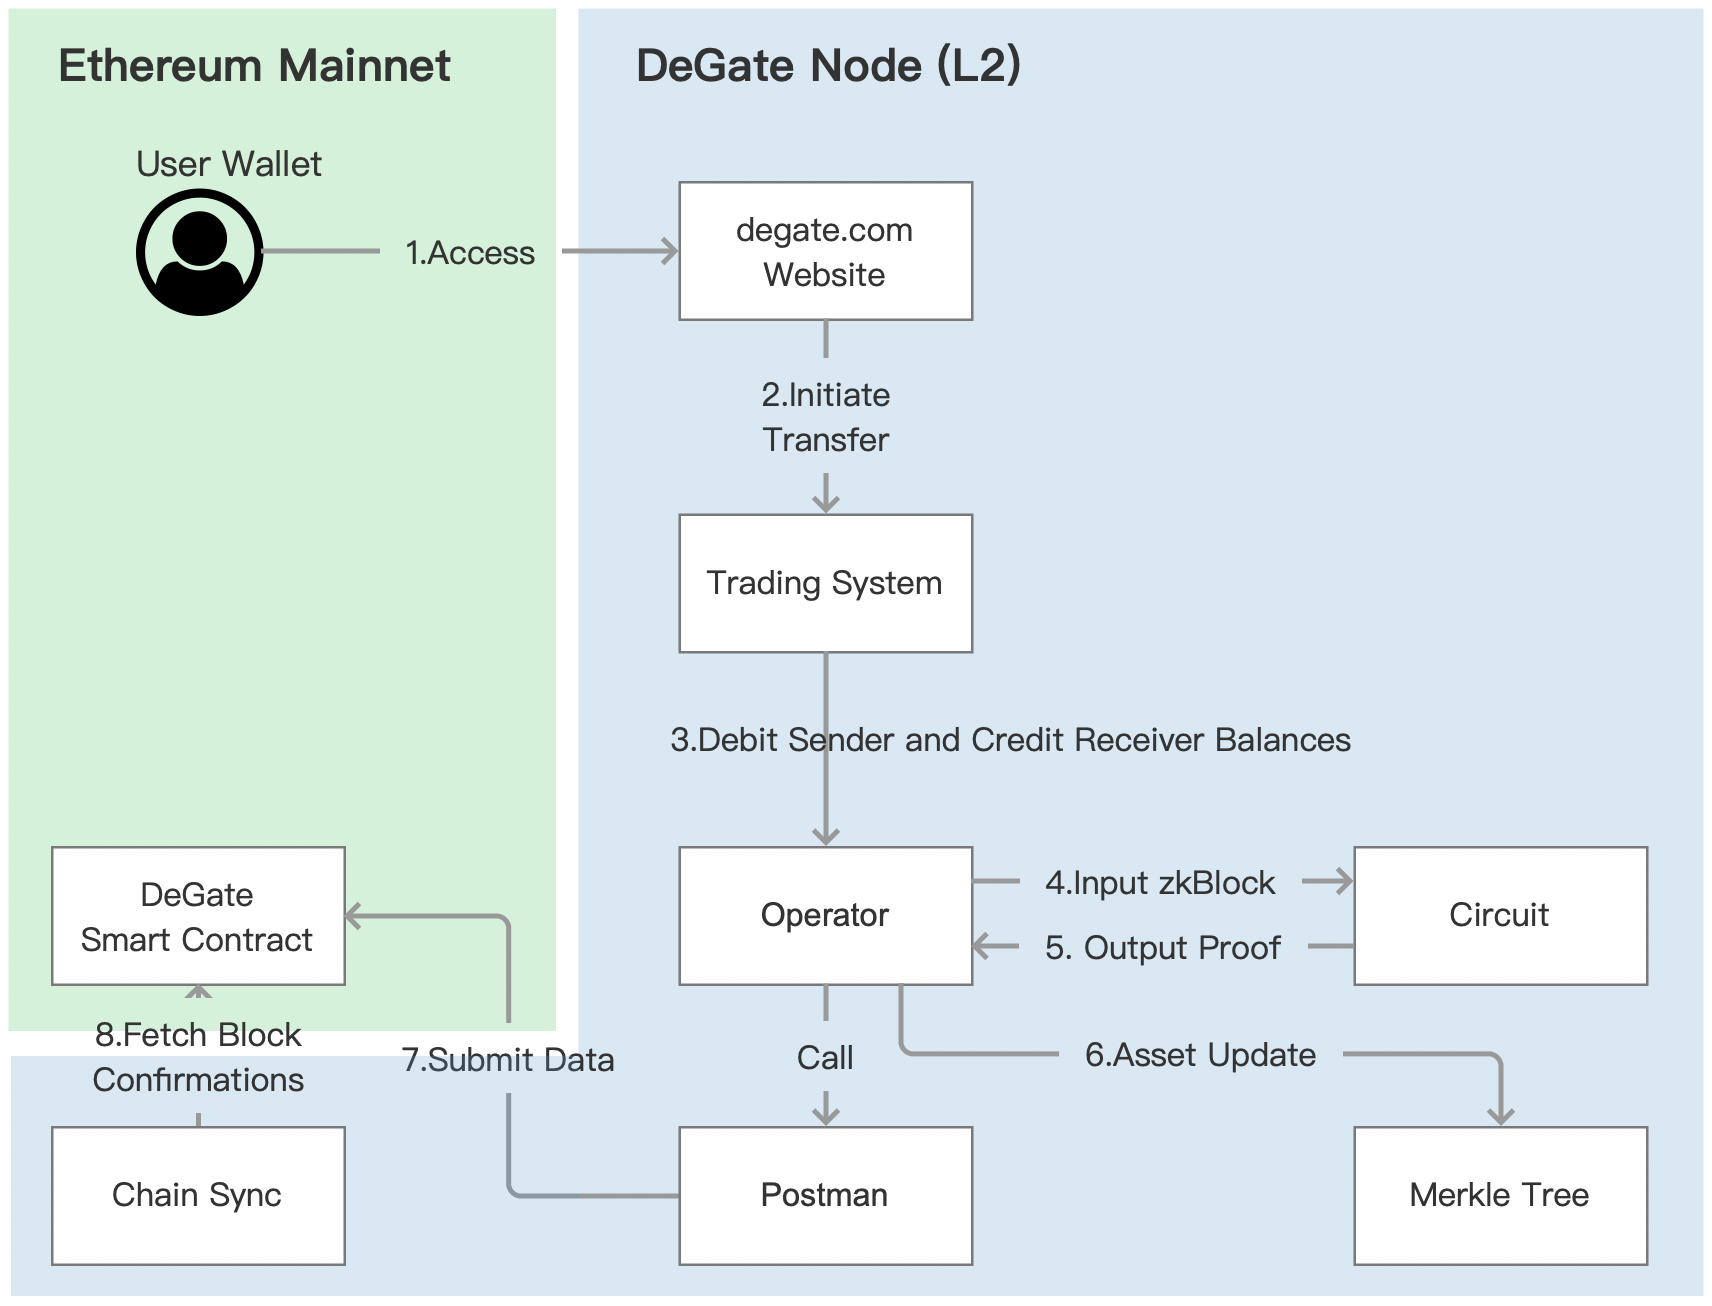 Ethereum Mainnet
DeGate Node (L2)
User Wallet
1.Access
degate.com
Website
2.Initiate
Transfer
Trading System
3.Debit Sender and Credit Receiver Balances
DeGate
Smart Contract
Operator
4.Input zkBlock
5. Output Proof
Circuit
8.Fetch Block
Confirmations
7.Submit Data
Call
6.Asset Update
Chain Sync
Postman
Merkle Tree